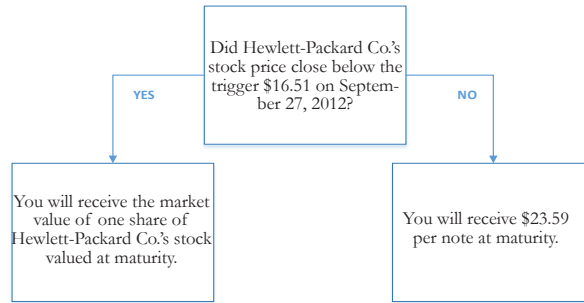 Did Hewlett-Packard Co.'s
stock price close below the
trigger $16.51 on Septem-
ber 27, 2012?
YES
NO
You will receive the market
value of one share of
Hewlett-Packard Co.'s stock
valued at maturity.
You will receive $23.59
per note at maturity.